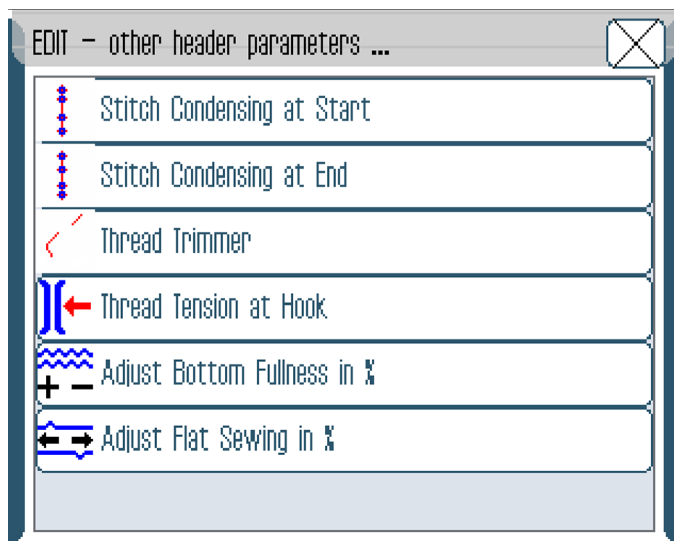 EDIT - other header parameters ...
Stitch Condensing at Start
Stitch Condensing at End
Thread Trimmer
Thread Tension at Hook
Adjust Bottom Fullness in %
Adjust Flat Sewing in %